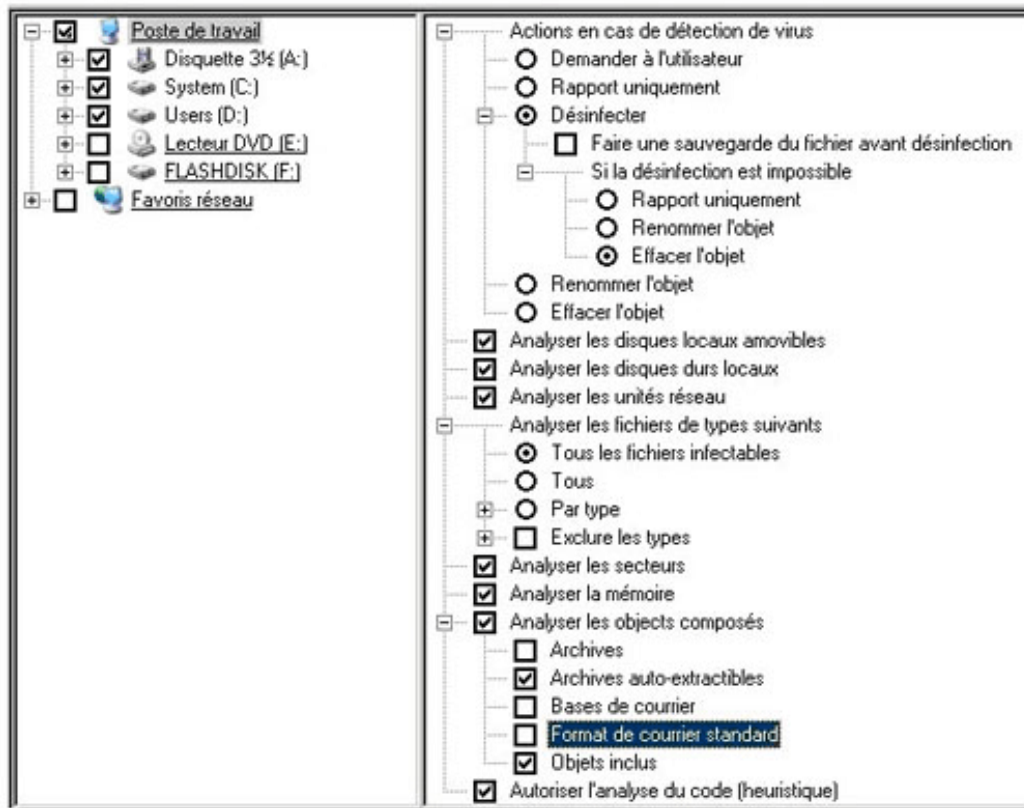 Poste de travail
Disquette 3½ (A:)
System (C:)
Users (D:)
Lecteur DVD (E:)
FLASHDISK (F:)
Favoris réseau
Actions en cas de détection de virus
Demander à l'utilisateur
Rapport uniquement
Désinfecter
Faire une sauvegarde du fichier avant désinfection
Si la désinfection est impossible
Rapport uniquement
Renommer l'objet
Effacer l'objet
Renommer l'objet
Effacer l'objet
Analyser les disques locaux amovibles
Analyser les disques durs locaux
Analyser les unités réseau
Analyser les fichiers de types suivants
Tous les fichiers infectables
Tous
Par type
Exclure les types
Analyser les secteurs
Analyser la mémoire
Analyser les objects composés
Archives
Archives auto-extractibles
Bases de courrier
Format de courrier standard
Objets inclus
Autoriser l'analyse du code (heuristique)